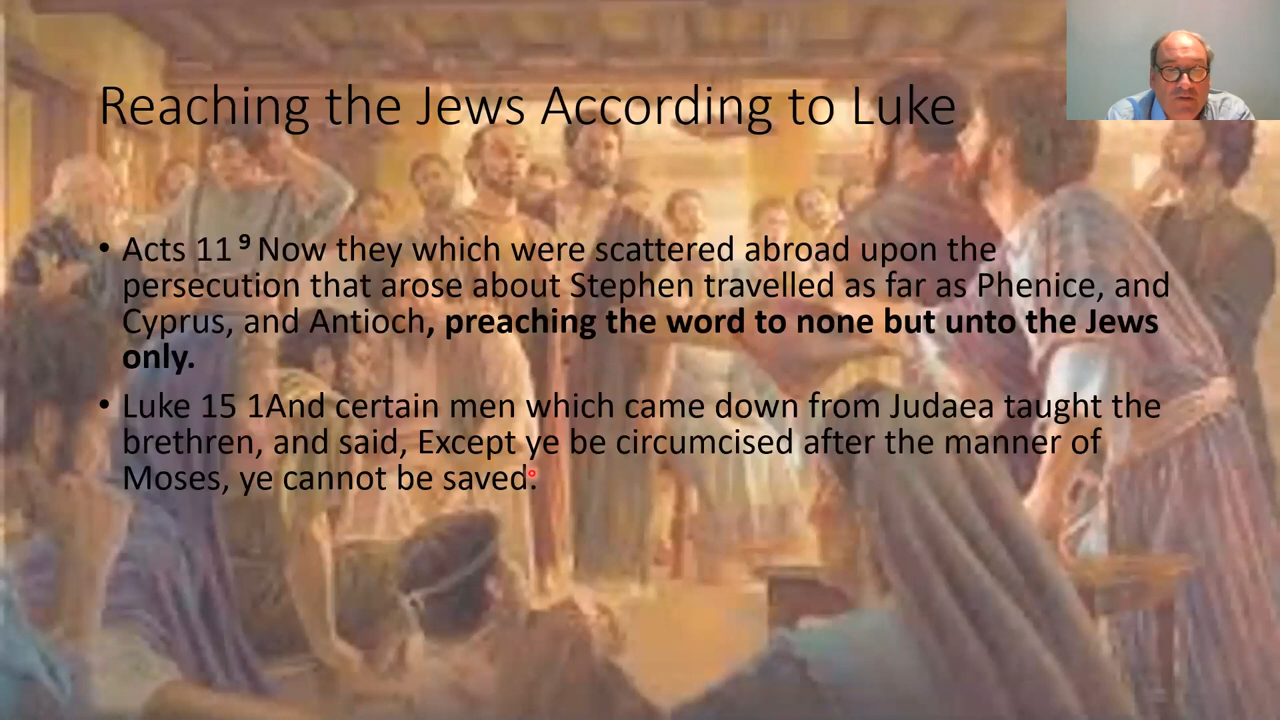 Reaching the Jews According to Luke
• Acts 11 9 Now they which were scattered abroad upon the
persecution that arose about Stephen travelled as far as Phenice, and
Cyprus, and Antioch, preaching the word to none but unto the Jews
only.
• Luke 15 1And certain men which came down from Judaea taught the
brethren, and said, Except ye be circumcised after the manner of
Moses, ye cannot be saved.